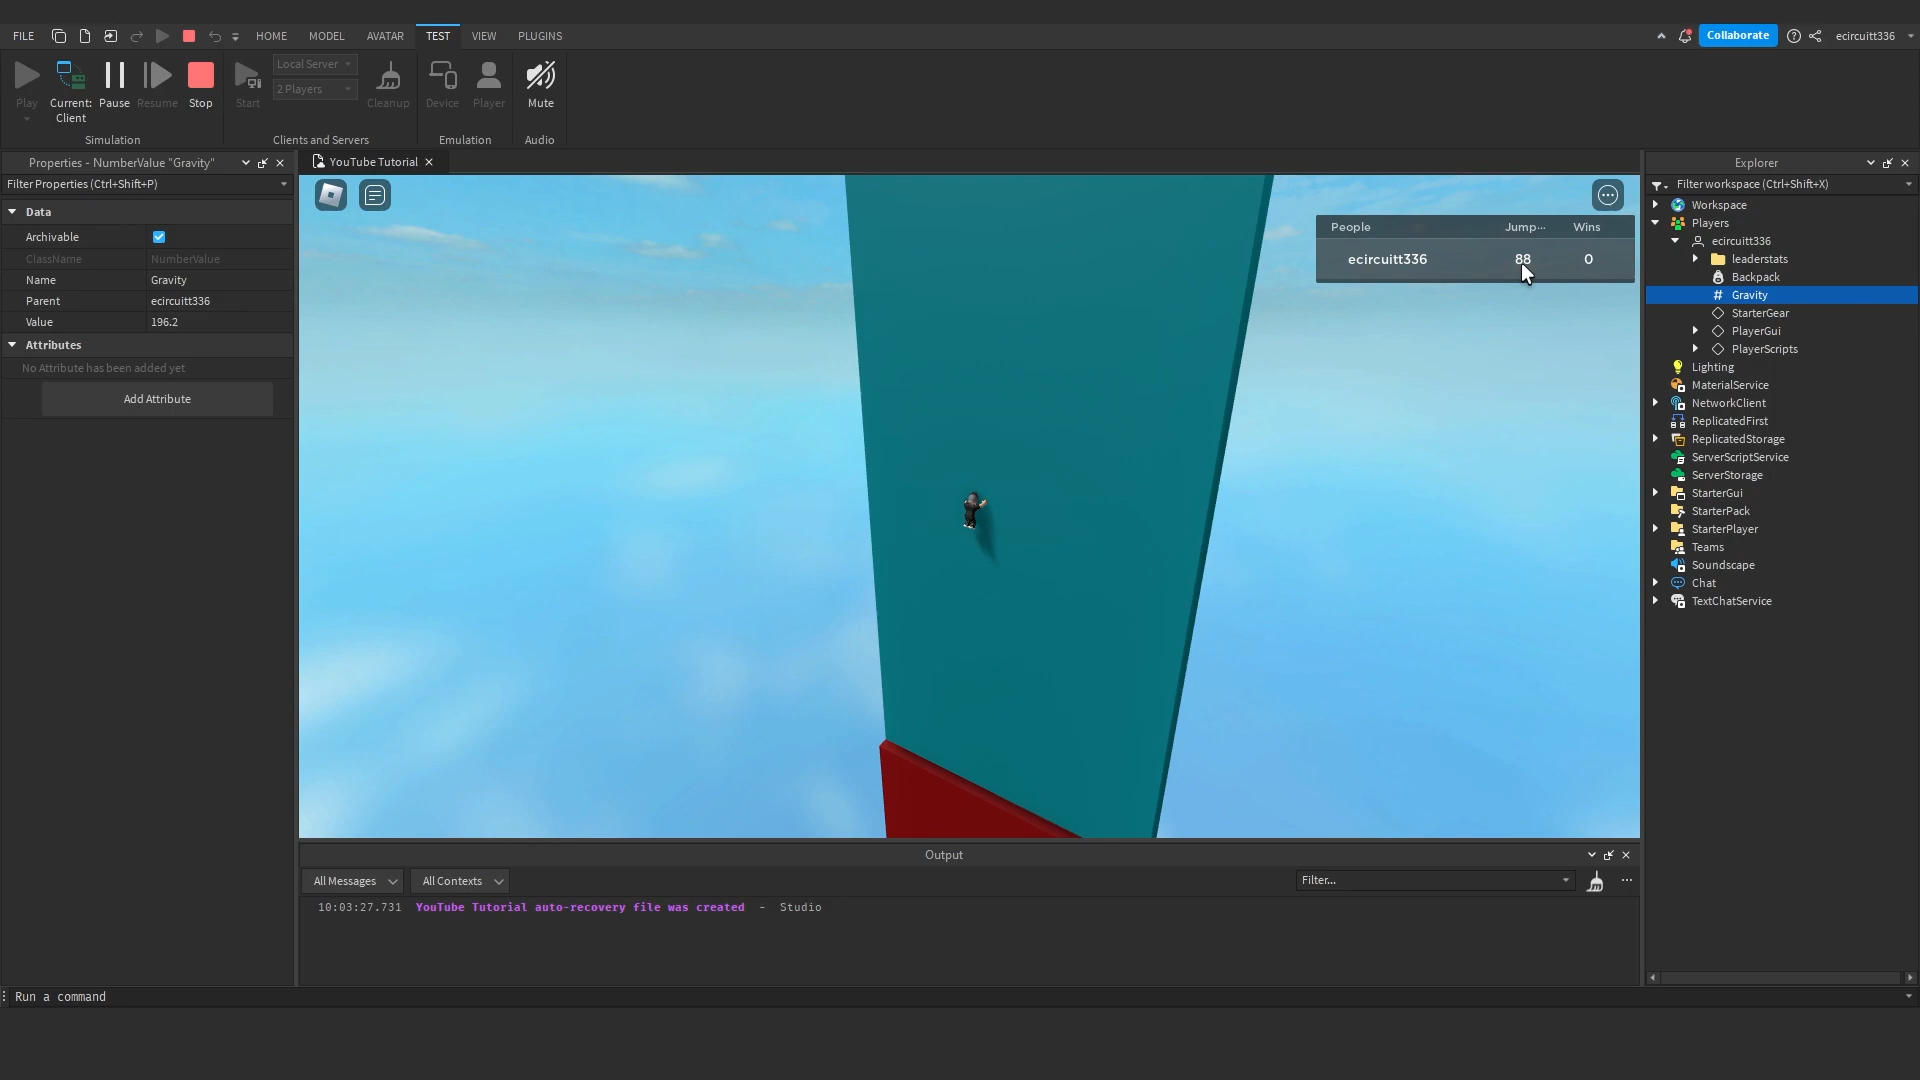 FILE HOME MODEL AVATAR TEST VIEW PLUGINS Collaborate ecircuitt336
Play Current: Client Pause Resume Stop Start Local Server 2 Players Cleanup Device Player Mute
Simulation Clients and Servers Emulation Audio
Properties - NumberValue "Gravity"
Filter Properties (Ctrl+Shift+P)
Data
Archivable
ClassName NumberValue
Name Gravity
Parent ecircuitt336
Value 196.2
Attributes
No Attribute has been added yet
Add Attribute
YouTube Tutorial
People Jump... Wins
ecircuitt336 88 0
Explorer
Filter workspace (Ctrl+Shift+X)
Workspace
Players
ecircuitt336
leaderstats
Backpack
Gravity
StarterGear
PlayerGui
PlayerScripts
Lighting
MaterialService
NetworkClient
ReplicatedFirst
ReplicatedStorage
ServerScriptService
ServerStorage
StarterGui
StarterPack
StarterPlayer
Teams
Soundscape
Chat
TextChatService
Output
All Messages All Contexts Filter...
10:03:27.731 YouTube Tutorial auto-recovery file was created - Studio
Run a command